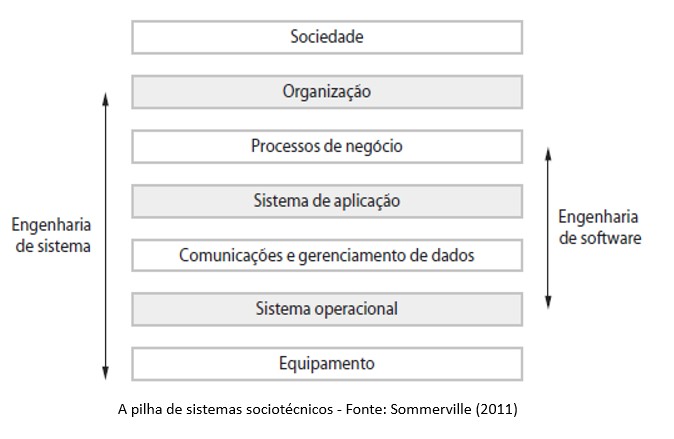 Sociedade
Organização
Processos de negócio
Sistema de aplicação
Engenharia
de sistema
Engenharia
de software
Comunicações e gerenciamento de dados
Sistema operacional
Equipamento
A pilha de sistemas sociotécnicos - Fonte: Sommerville (2011)